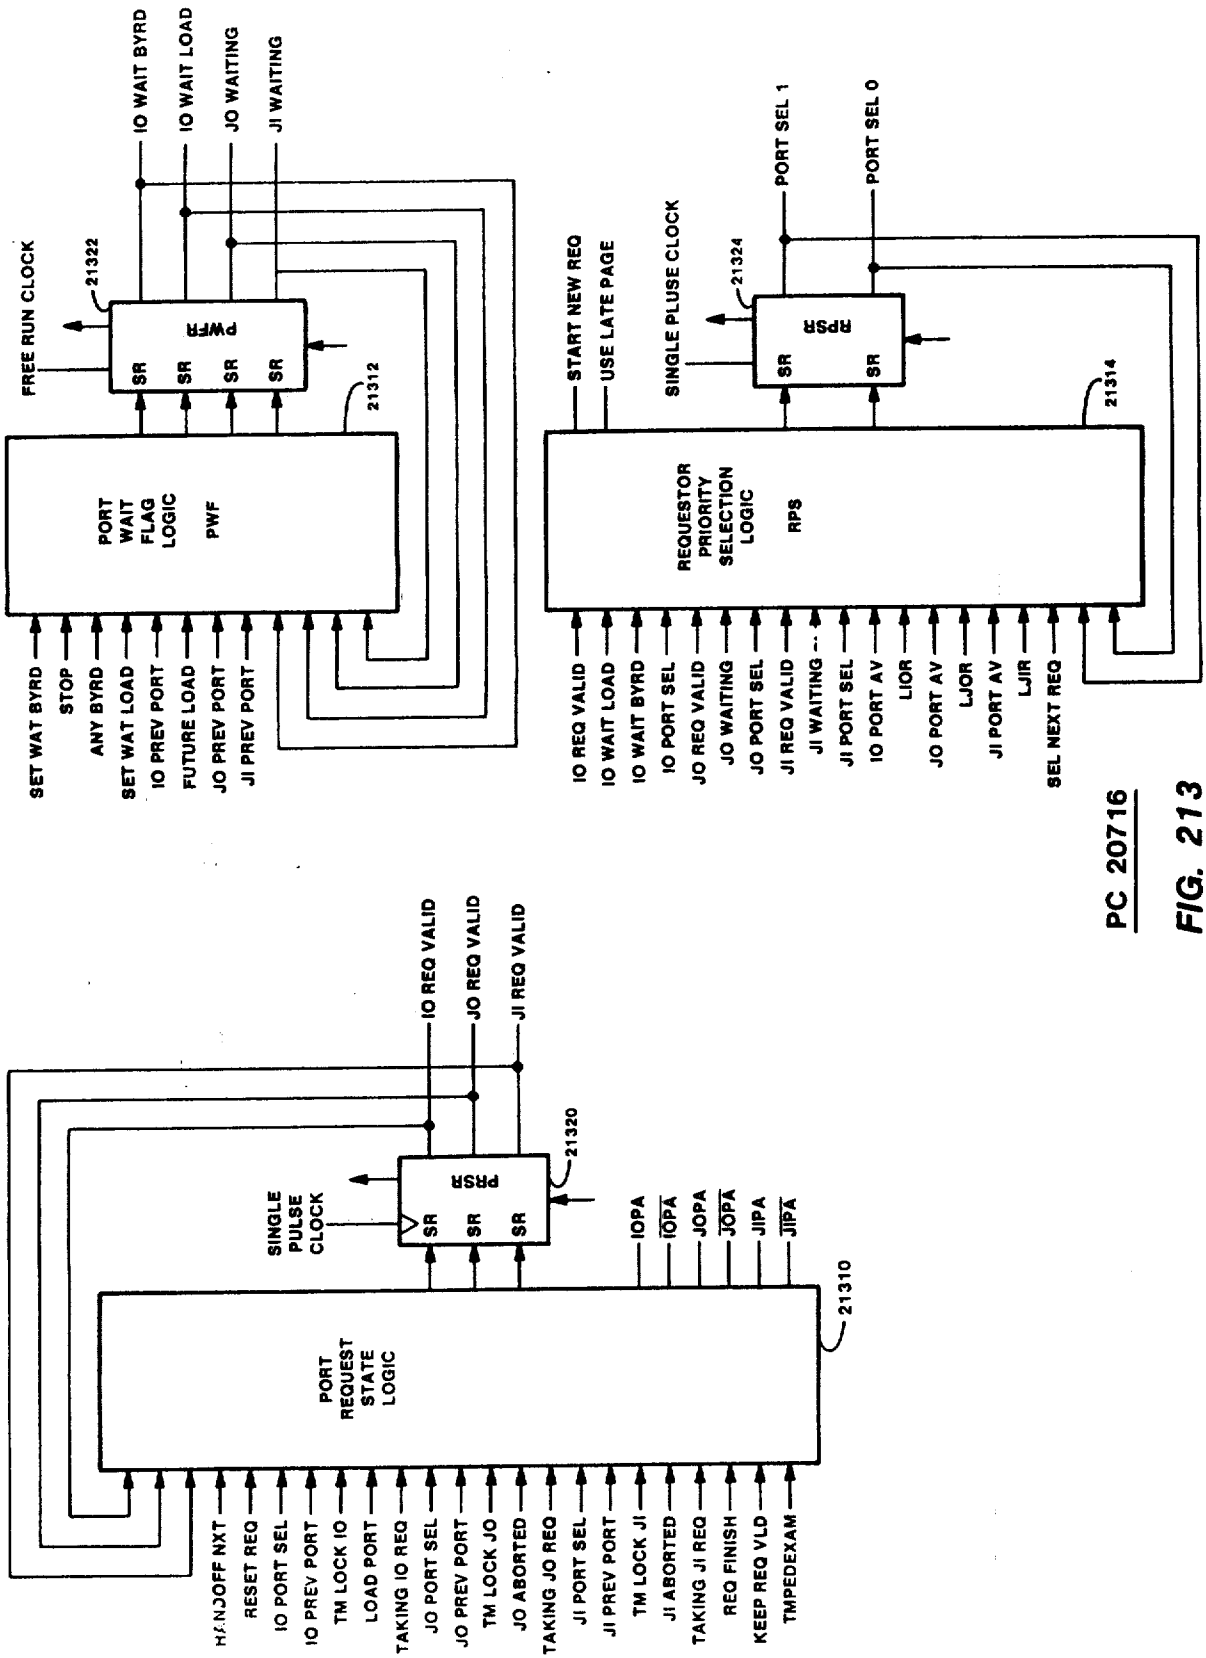 HANDOFF NXT
RESET REQ
IO PORT SEL
IO PREV PORT
TM LOCK IO
LOAD PORT
TAKING IO REQ
JO PORT SEL
JO PREV PORT
TM LOCK JO
JO ABORTED
TAKING JO REQ
JI PORT SEL
JI PREV PORT
TM LOCK JI
JI ABORTED
TAKING JI REQ
REQ FINISH
KEEP REQ VLD
TMPEDEXAM
PORT
REQUEST
STATE
LOGIC
21310
SINGLE
PULSE
CLOCK
SR
SR
SR
PRSR
21320
IO REQ VALID
JO REQ VALID
JI REQ VALID
IOPA
IOPA
JOPA
JOPA
JIPA
JIPA
SET WAT BYRD
STOP
ANY BYRD
SET WAT LOAD
IO PREV PORT
FUTURE LOAD
JO PREV PORT
JI PREV PORT
PORT
WAIT
FLAG
LOGIC
PWF
21312
FREE RUN CLOCK
21322
SR
SR
SR
SR
PWFR
IO WAIT BYRD
IO WAIT LOAD
JO WAITING
JI WAITING
IO REQ VALID
IO WAIT LOAD
IO WAIT BYRD
IO PORT SEL
JO REQ VALID
JO WAITING
JO PORT SEL
JI REQ VALID
JI WAITING
JI PORT SEL
IO PORT AV
LIOR
JO PORT AV
LJOR
JI PORT AV
LJIR
SEL NEXT REQ
REQUESTOR
PRIORITY
SELECTION
LOGIC
RPS
21314
START NEW REQ
USE LATE PAGE
SINGLE PLUSE CLOCK
21324
SR
SR
RPSR
PORT SEL 1
PORT SEL 0
PC 20716
FIG. 213